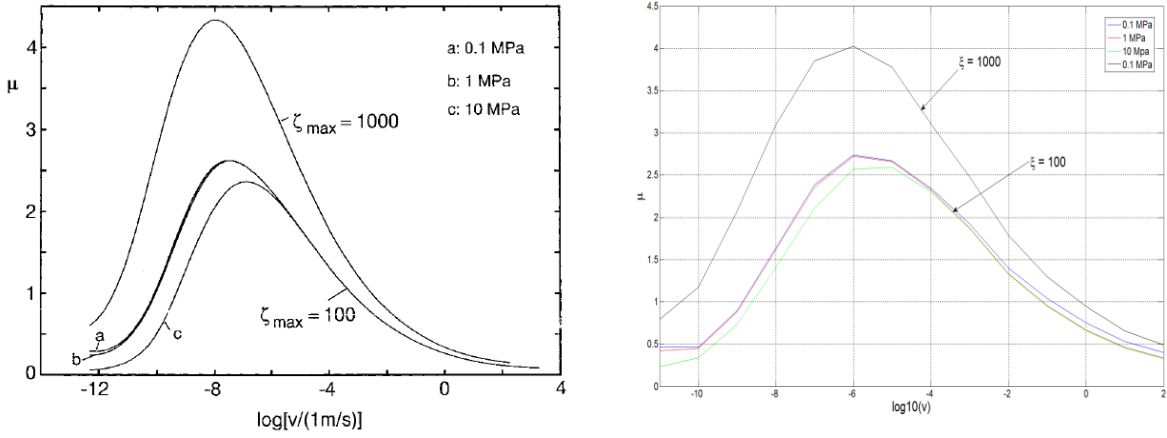 4
3
2
1
0
μ
a: 0.1 MPa
b: 1 MPa
c: 10 MPa
ζmax = 1000
ζmax = 100
a
b
c
-12
-8
-4
0
4
log[v/(1m/s)]
4.5
4
3.5
3
2.5
2
1.5
1
0.5
0
μ
0.1 MPa
1 MPa
10 Mpa
0.1 MPa
ξ = 1000
ξ = 100
-10
-8
-6
-4
-2
0
2
log10(v)